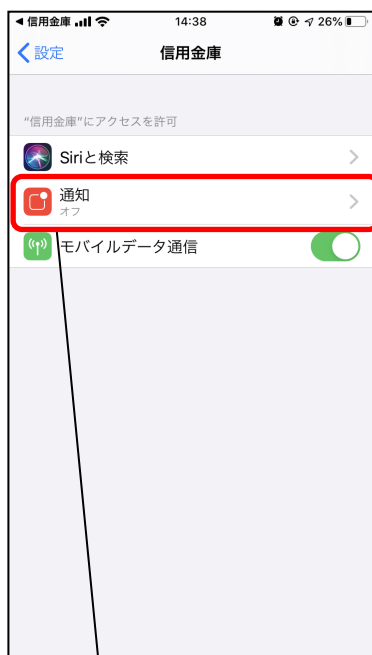 ◀信用金庫 14:38 26%
設定 信用金庫
"信用金庫"にアクセスを許可
Siriと検索
通知
オフ
モバイルデータ通信